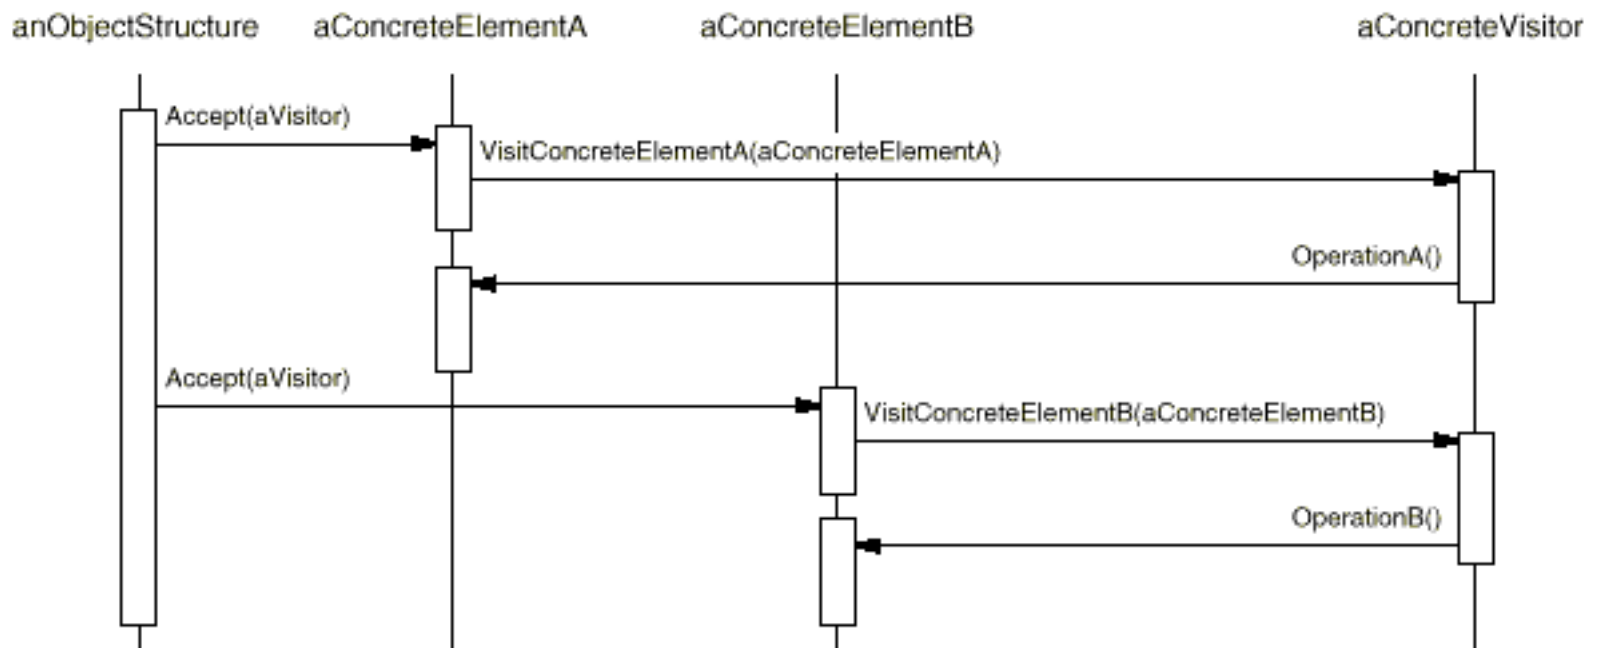 anObjectStructure aConcreteElementA aConcreteElementB aConcreteVisitor
Accept(aVisitor)
VisitConcreteElementA(aConcreteElementA)
OperationA()
Accept(aVisitor)
VisitConcreteElementB(aConcreteElementB)
OperationB()